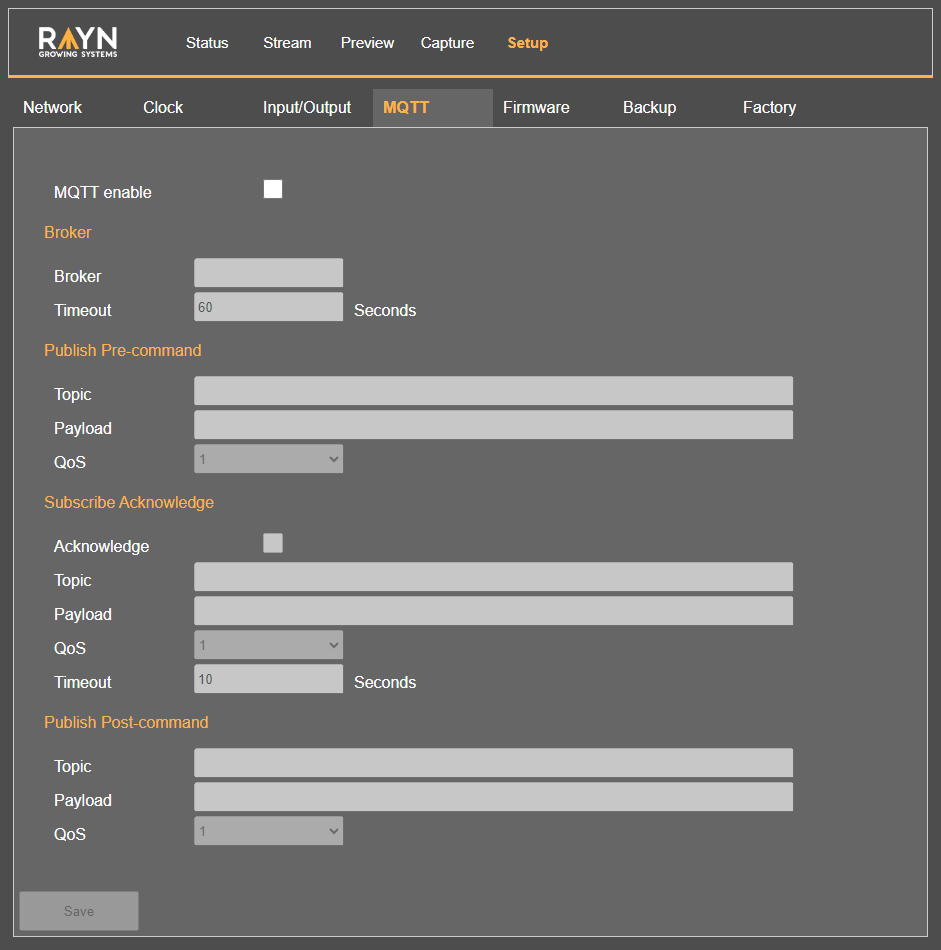 RAYN
GROWING SYSTEMS
Status Stream Preview Capture Setup
Network Clock Input/Output MQTT Firmware Backup Factory
MQTT enable
Broker
Broker
Timeout 60 Seconds
Publish Pre-command
Topic
Payload
QoS 1
Subscribe Acknowledge
Acknowledge
Topic
Payload
QoS 1
Timeout 10 Seconds
Publish Post-command
Topic
Payload
QoS 1
Save